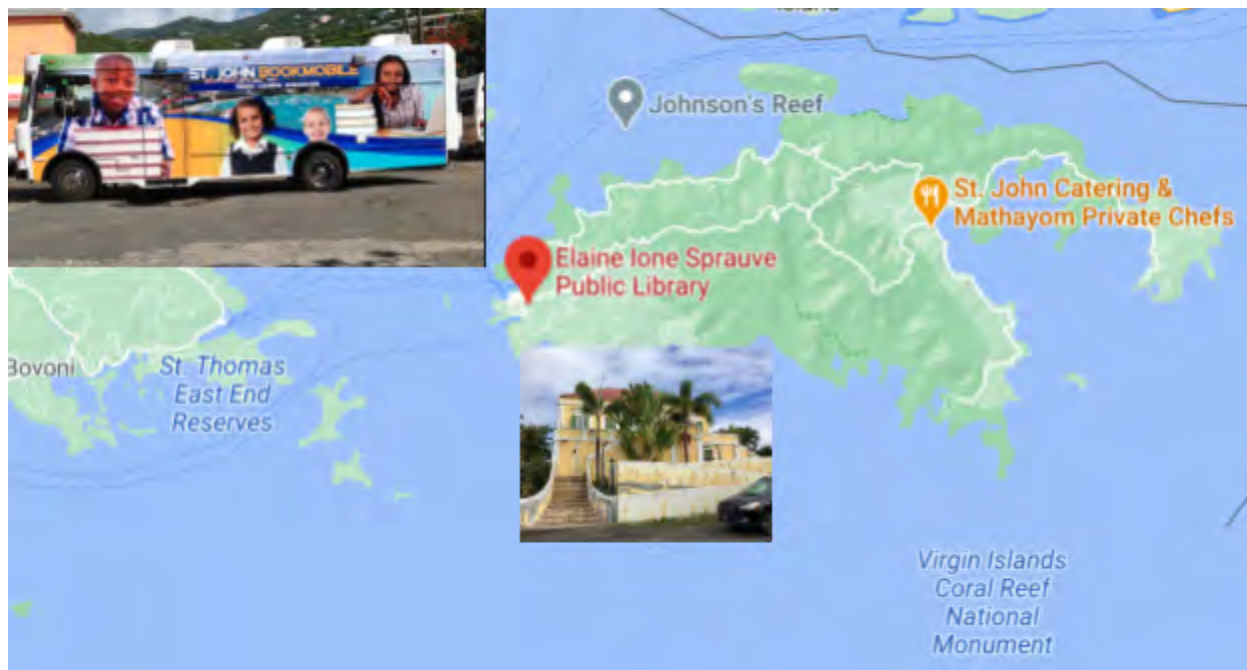 Island
ST. JOHN BOOKMOBILE
Johnson's Reef
St. John Catering &
Mathayom Private Chefs
Elaine Ione Sprauve
Public Library
Bovoni
St. Thomas
East End
Reserves
Virgin Islands
Coral Reef
National
Monument